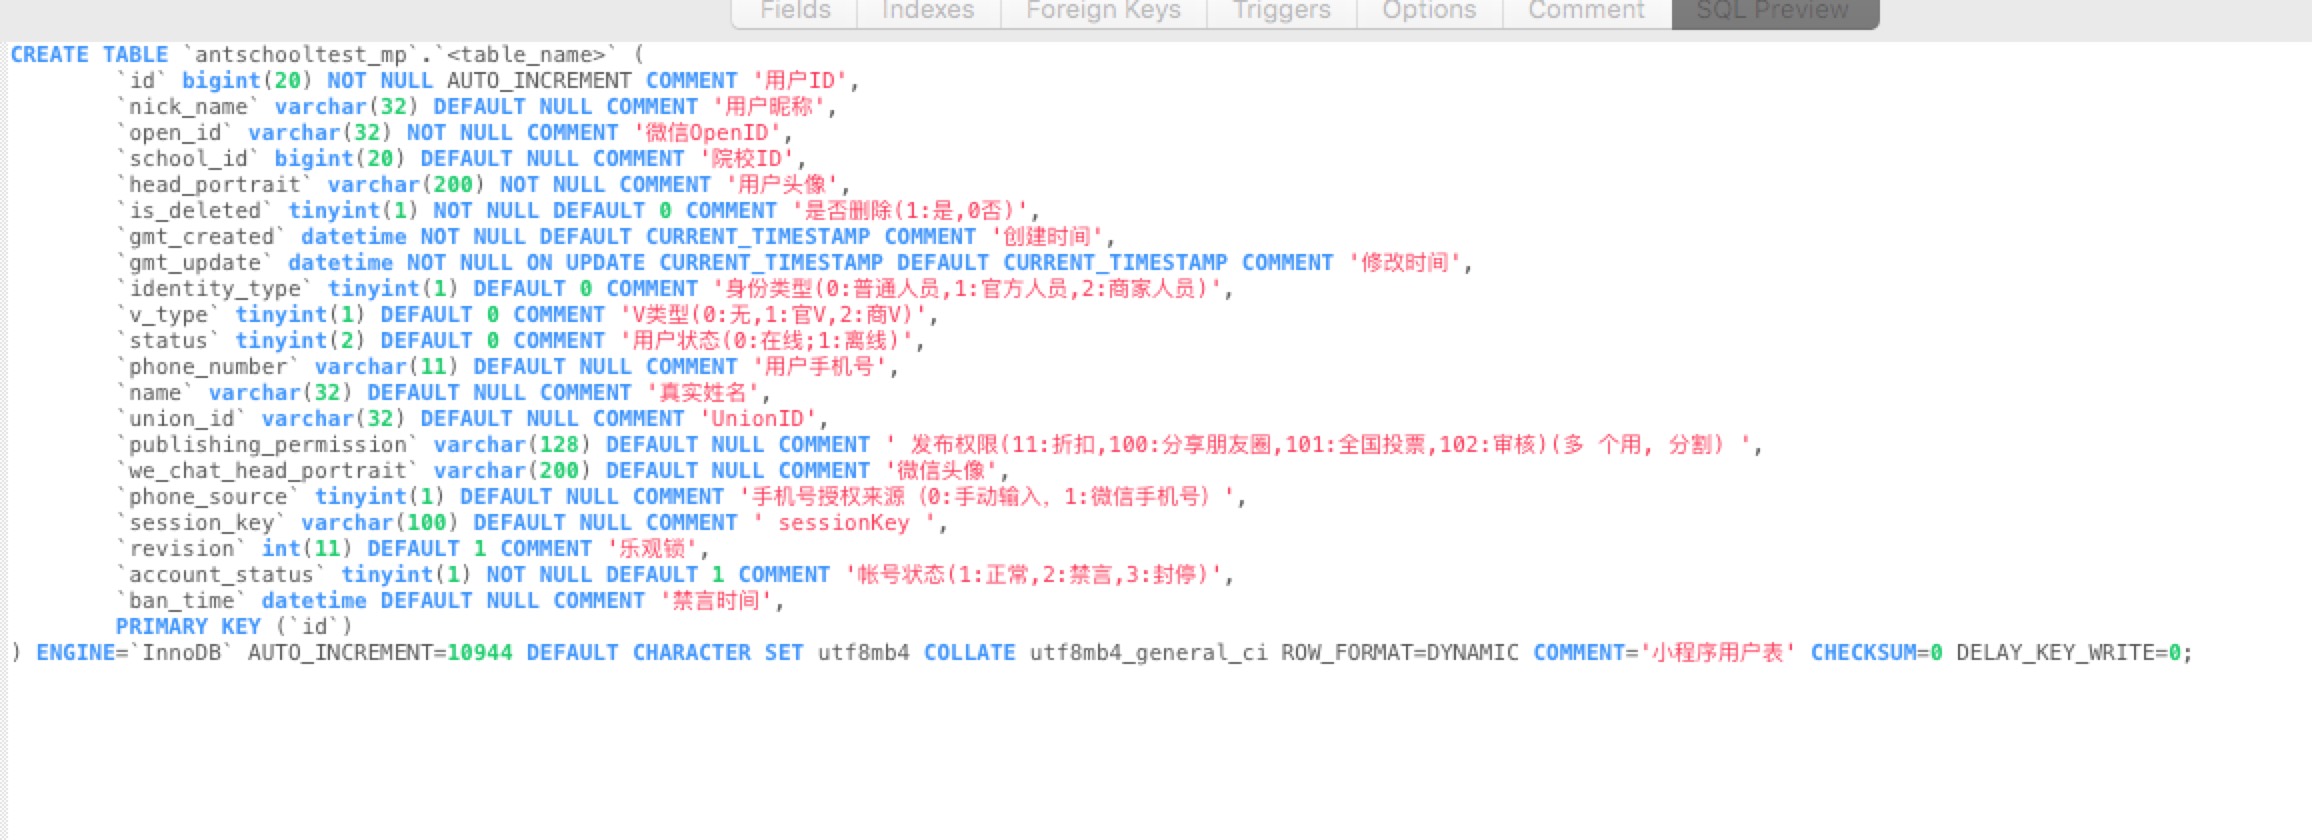 Fields Indexes Foreign Keys Triggers Options Comment SQL Preview
CREATE TABLE `antschooltest_mp`.`<table_name>` (
`id` bigint(20) NOT NULL AUTO_INCREMENT COMMENT '用户ID',
`nick_name` varchar(32) DEFAULT NULL COMMENT '用户昵称',
`open_id` varchar(32) NOT NULL COMMENT '微信OpenID',
`school_id` bigint(20) DEFAULT NULL COMMENT '院校ID',
`head_portrait` varchar(200) NOT NULL COMMENT '用户头像',
`is_deleted` tinyint(1) NOT NULL DEFAULT 0 COMMENT '是否删除(1:是,0否)',
`gmt_created` datetime NOT NULL DEFAULT CURRENT_TIMESTAMP COMMENT '创建时间',
`gmt_update` datetime NOT NULL ON UPDATE CURRENT_TIMESTAMP DEFAULT CURRENT_TIMESTAMP COMMENT '修改时间',
`identity_type` tinyint(1) DEFAULT 0 COMMENT '身份类型(0:普通人员,1:官方人员,2:商家人员)',
`v_type` tinyint(1) DEFAULT 0 COMMENT 'V类型(0:无,1:官V,2:商V)',
`status` tinyint(2) DEFAULT 0 COMMENT '用户状态(0:在线;1:离线)',
`phone_number` varchar(11) DEFAULT NULL COMMENT '用户手机号',
`name` varchar(32) DEFAULT NULL COMMENT '真实姓名',
`union_id` varchar(32) DEFAULT NULL COMMENT 'UnionID',
`publishing_permission` varchar(128) DEFAULT NULL COMMENT ' 发布权限(11:折扣,100:分享朋友圈,101:全国投票,102:审核)(多 个用, 分割) ',
`we_chat_head_portrait` varchar(200) DEFAULT NULL COMMENT '微信头像',
`phone_source` tinyint(1) DEFAULT NULL COMMENT '手机号授权来源（0:手动输入、1:微信手机号）',
`session_key` varchar(100) DEFAULT NULL COMMENT ' sessionKey ',
`revision` int(11) DEFAULT 1 COMMENT '乐观锁',
`account_status` tinyint(1) NOT NULL DEFAULT 1 COMMENT '帐号状态(1:正常,2:禁言,3:封停)',
`ban_time` datetime DEFAULT NULL COMMENT '禁言时间',
PRIMARY KEY (`id`)
) ENGINE=`InnoDB` AUTO_INCREMENT=10944 DEFAULT CHARACTER SET utf8mb4 COLLATE utf8mb4_general_ci ROW_FORMAT=DYNAMIC COMMENT='小程序用户表' CHECKSUM=0 DELAY_KEY_WRITE=0;